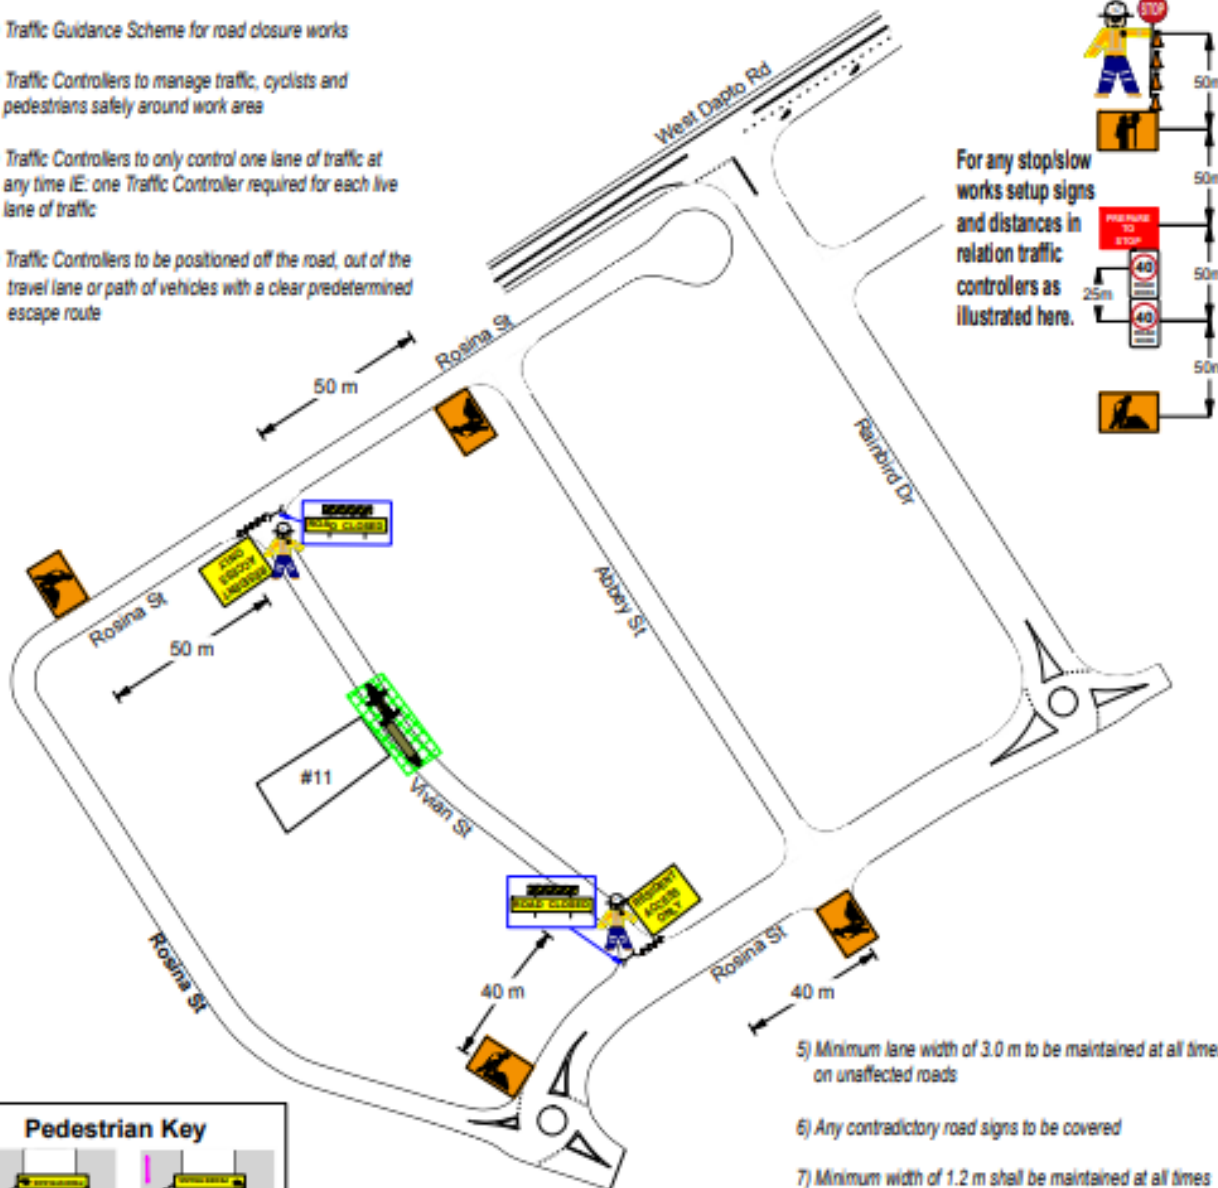 Traffic Guidance Scheme for road closure works
Traffic Controllers to manage traffic, cyclists and
pedestrians safely around work area
Traffic Controllers to only control one lane of traffic at
any time IE: one Traffic Controller required for each live
lane of traffic
Traffic Controllers to be positioned off the road, out of the
travel lane or path of vehicles with a clear predetermined
escape route
STOP
50m
50m
For any stop/slow
works setup signs
and distances in
relation traffic
controllers as
illustrated here.
PREPARE
TO
STOP
40
25m
50m
40
50m
West Dapto Rd
Rosina St
50 m
Rainbird Dr
ROAD CLOSED
RESIDENT
ACCESS
ONLY
Rosina St
50 m
Abbey St
#11
Vivian St
ROAD CLOSED
RESIDENT
ACCESS
ONLY
Rosina St
Rosina St
40 m
40 m
5) Minimum lane width of 3.0 m to be maintained at all time
on unaffected roads
6) Any contradictory road signs to be covered
7) Minimum width of 1.2 m shall be maintained at all times
Pedestrian Key